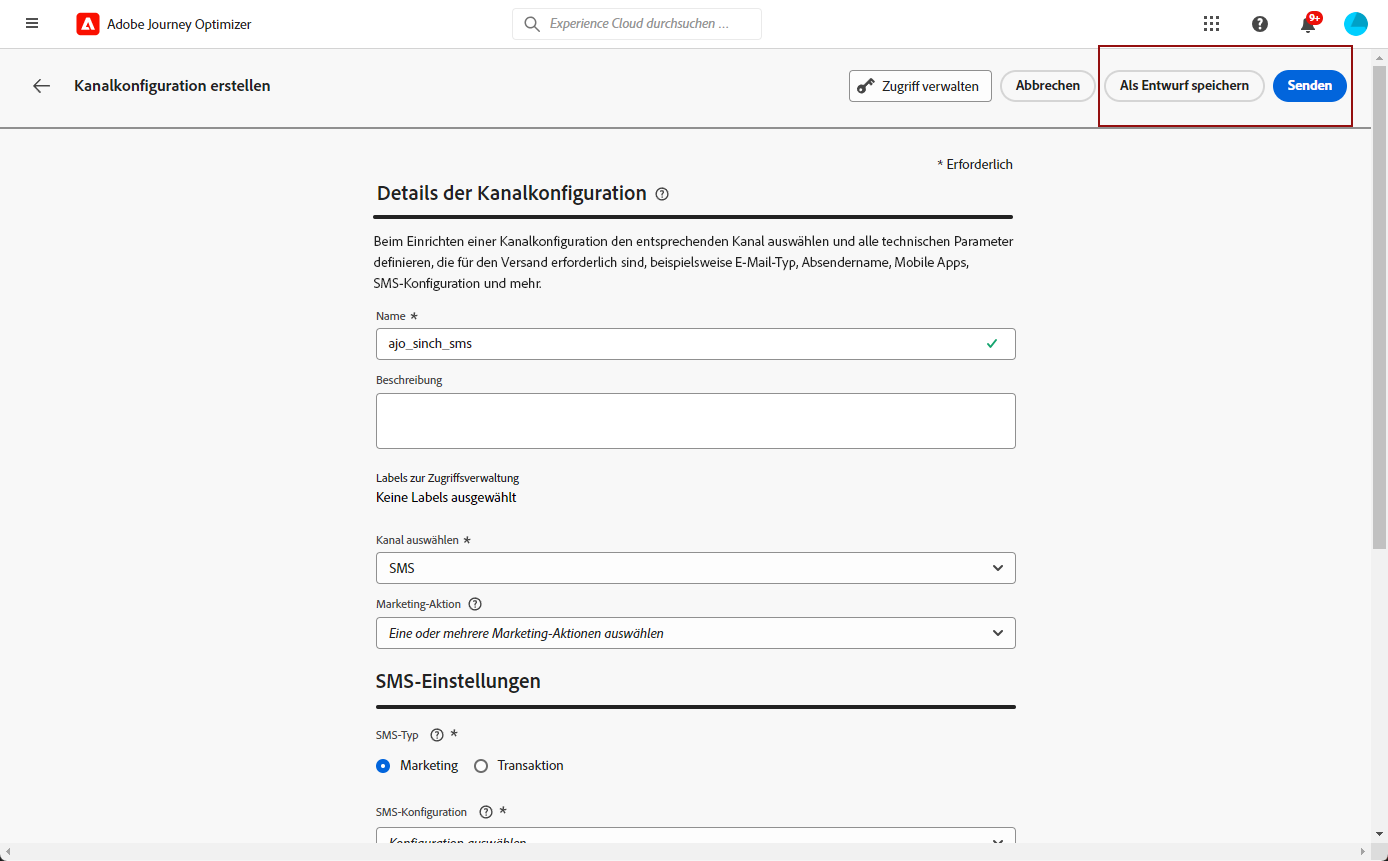 Adobe Journey Optimizer
Experience Cloud durchsuchen ...
9+
Kanalkonfiguration erstellen
Zugriff verwalten
Abbrechen
Als Entwurf speichern
Senden
* Erforderlich
Details der Kanalkonfiguration
Beim Einrichten einer Kanalkonfiguration den entsprechenden Kanal auswählen und alle technischen Parameter
definieren, die für den Versand erforderlich sind, beispielsweise E-Mail-Typ, Absendername, Mobile Apps,
SMS-Konfiguration und mehr.
Name *
ajo_sinch_sms
Beschreibung
Labels zur Zugriffsverwaltung
Keine Labels ausgewählt
Kanal auswählen *
SMS
Marketing-Aktion
Eine oder mehrere Marketing-Aktionen auswählen
SMS-Einstellungen
SMS-Typ *
Marketing
Transaktion
SMS-Konfiguration *
Konfiguration auswählen